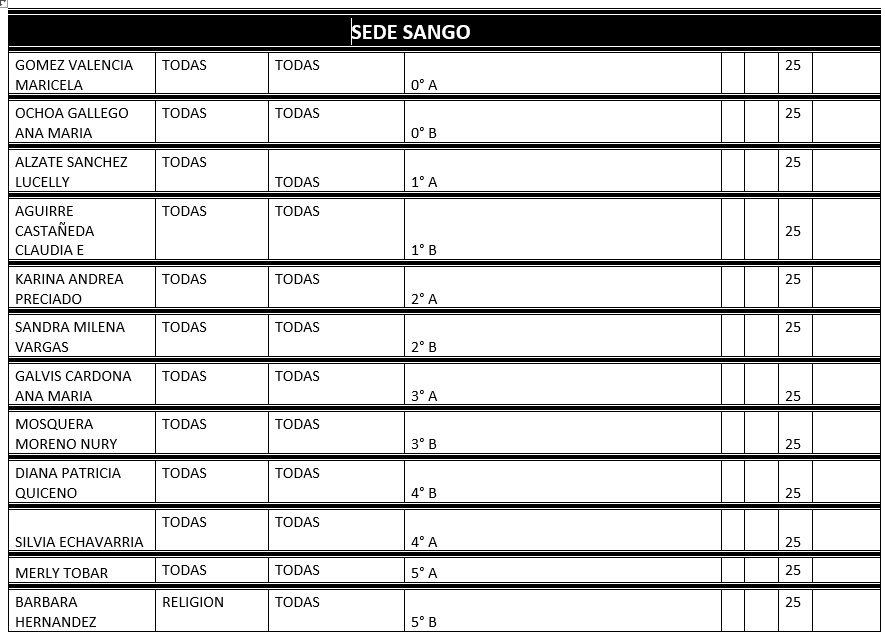 SEDE SANGO
GOMEZ VALENCIA MARICELA TODAS TODAS 0° A 25
OCHOA GALLEGO ANA MARIA TODAS TODAS 0° B 25
ALZATE SANCHEZ LUCELLY TODAS TODAS 1° A 25
AGUIRRE CASTAÑEDA CLAUDIA E TODAS TODAS 1° B 25
KARINA ANDREA PRECIADO TODAS TODAS 2° A 25
SANDRA MILENA VARGAS TODAS TODAS 2° B 25
GALVIS CARDONA ANA MARIA TODAS TODAS 3° A 25
MOSQUERA MORENO NURY TODAS TODAS 3° B 25
DIANA PATRICIA QUICENO TODAS TODAS 4° B 25
SILVIA ECHAVARRIA TODAS TODAS 4° A 25
MERLY TOBAR TODAS TODAS 5° A 25
BARBARA HERNANDEZ RELIGION TODAS 5° B 25